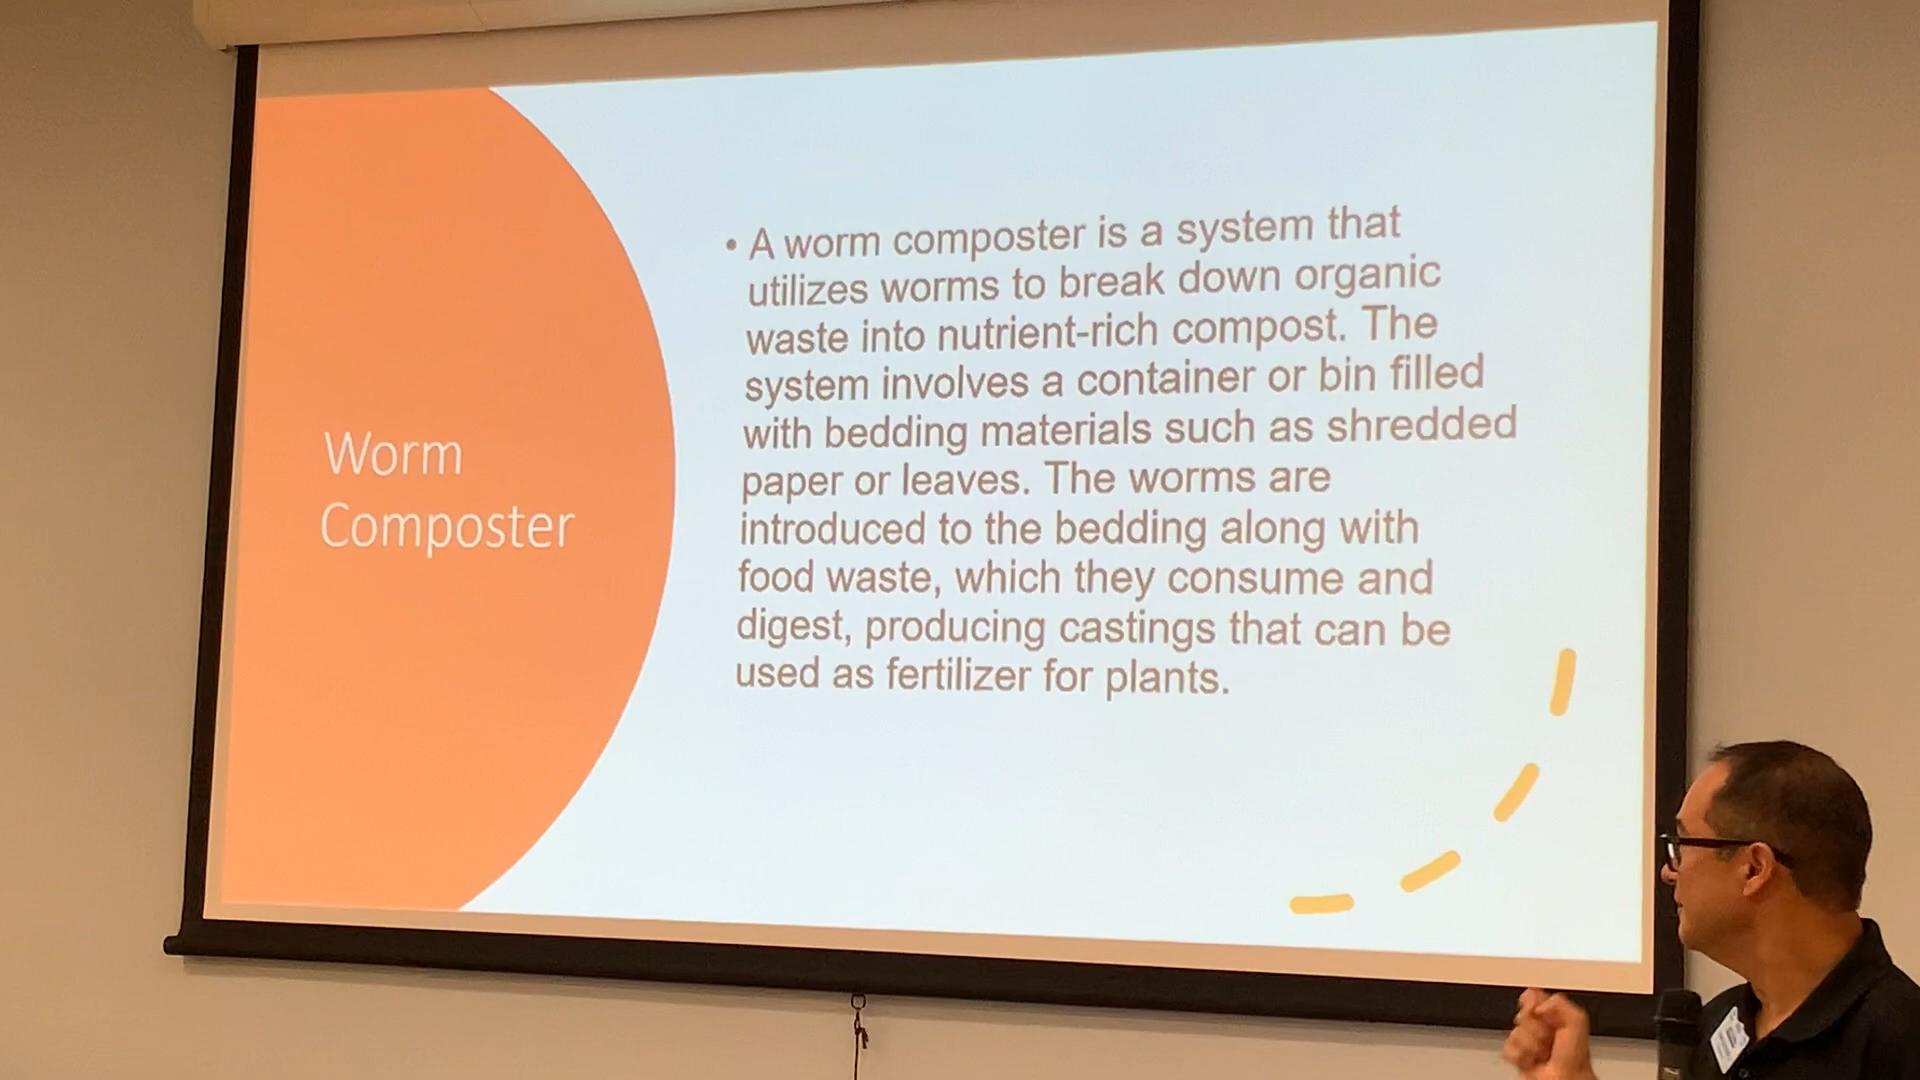 Worm
Composter
• A worm composter is a system that
utilizes worms to break down organic
waste into nutrient-rich compost. The
system involves a container or bin filled
with bedding materials such as shredded
paper or leaves. The worms are
introduced to the bedding along with
food waste, which they consume and
digest, producing castings that can be
used as fertilizer for plants.